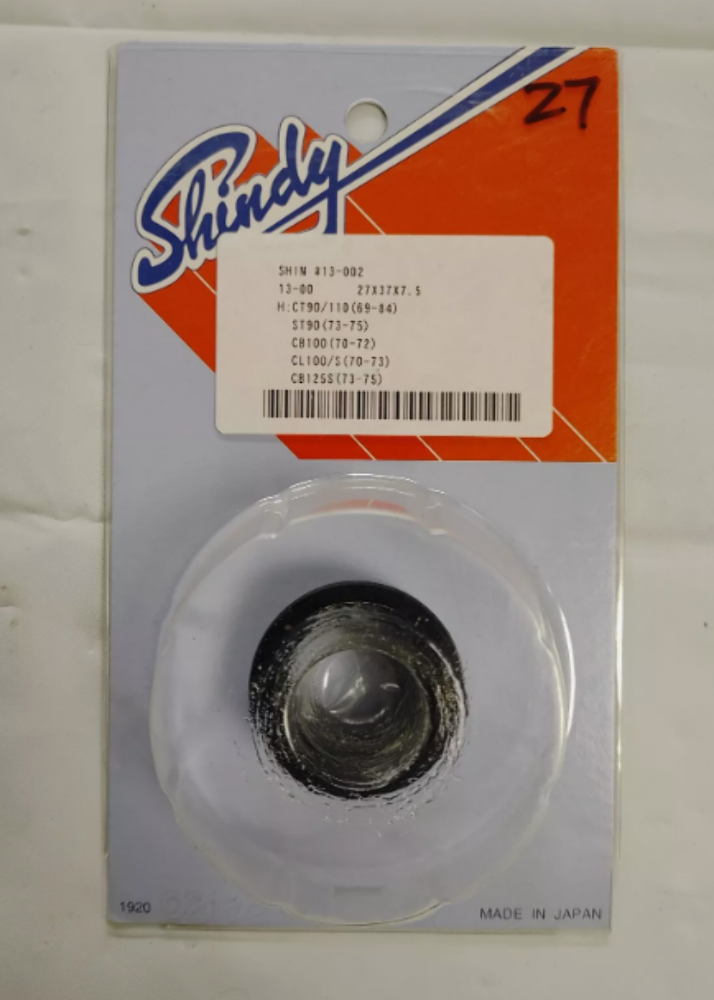 27
Shindy
SHIN #13-002
13-00 27X37X7.5
H:CT90/110(69-84)
ST90(73-75)
CB100(70-72)
CL100/S(70-73)
CB125S(73-75)
1920
MADE IN JAPAN